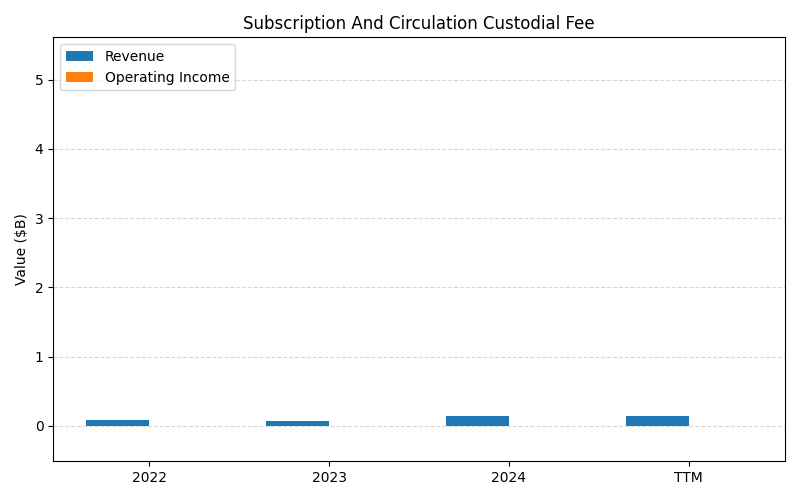 Subscription And Circulation Custodial Fee
Revenue
Operating Income
Value ($B)
5
4
3
2
1
0
2022
2023
2024
TTM